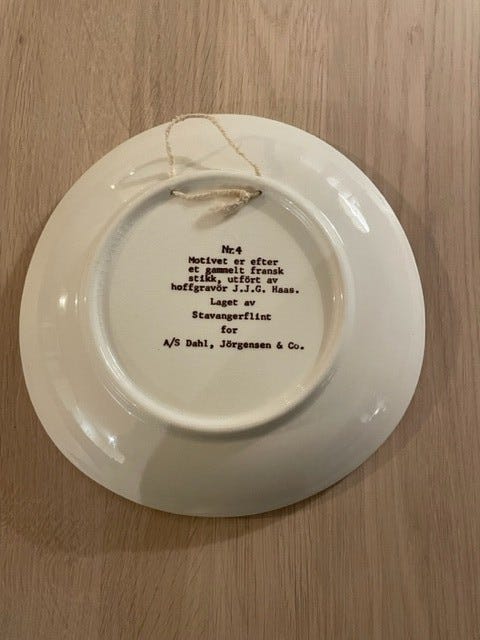 Nr.4
Motivet er efter
et gammelt fransk
stikk, utfört av
hoffgravör J.J.G. Haas.
Laget av
Stavangerflint
for
A/S Dahl, Jörgensen & Co.